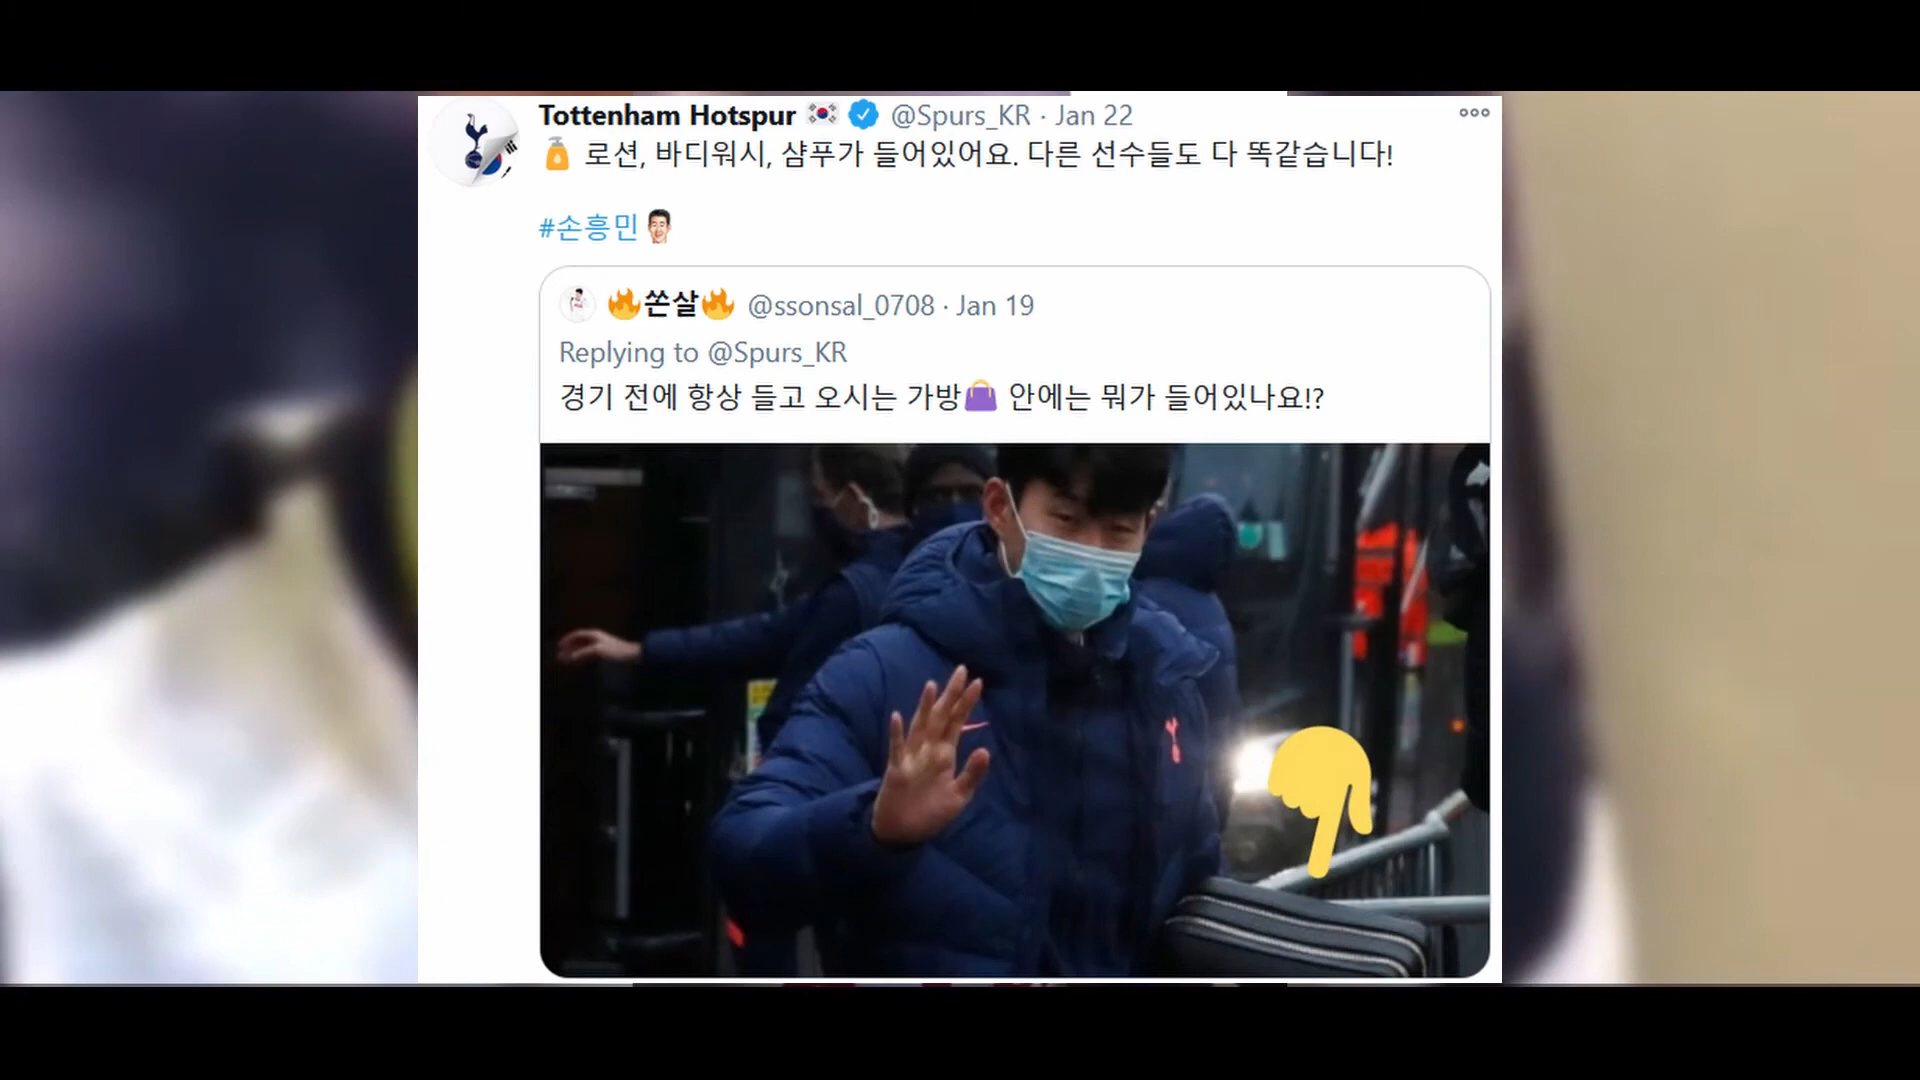 Tottenham Hotspur 🇰🇷 @Spurs_KR · Jan 22
🧴 로션, 바디워시, 샴푸가 들어있어요. 다른 선수들도 다 똑같습니다!
#손흥민
🔥쏜살🔥 @ssonsal_0708 · Jan 19
Replying to @Spurs_KR
경기 전에 항상 들고 오시는 가방👜 안에는 뭐가 들어있나요!?